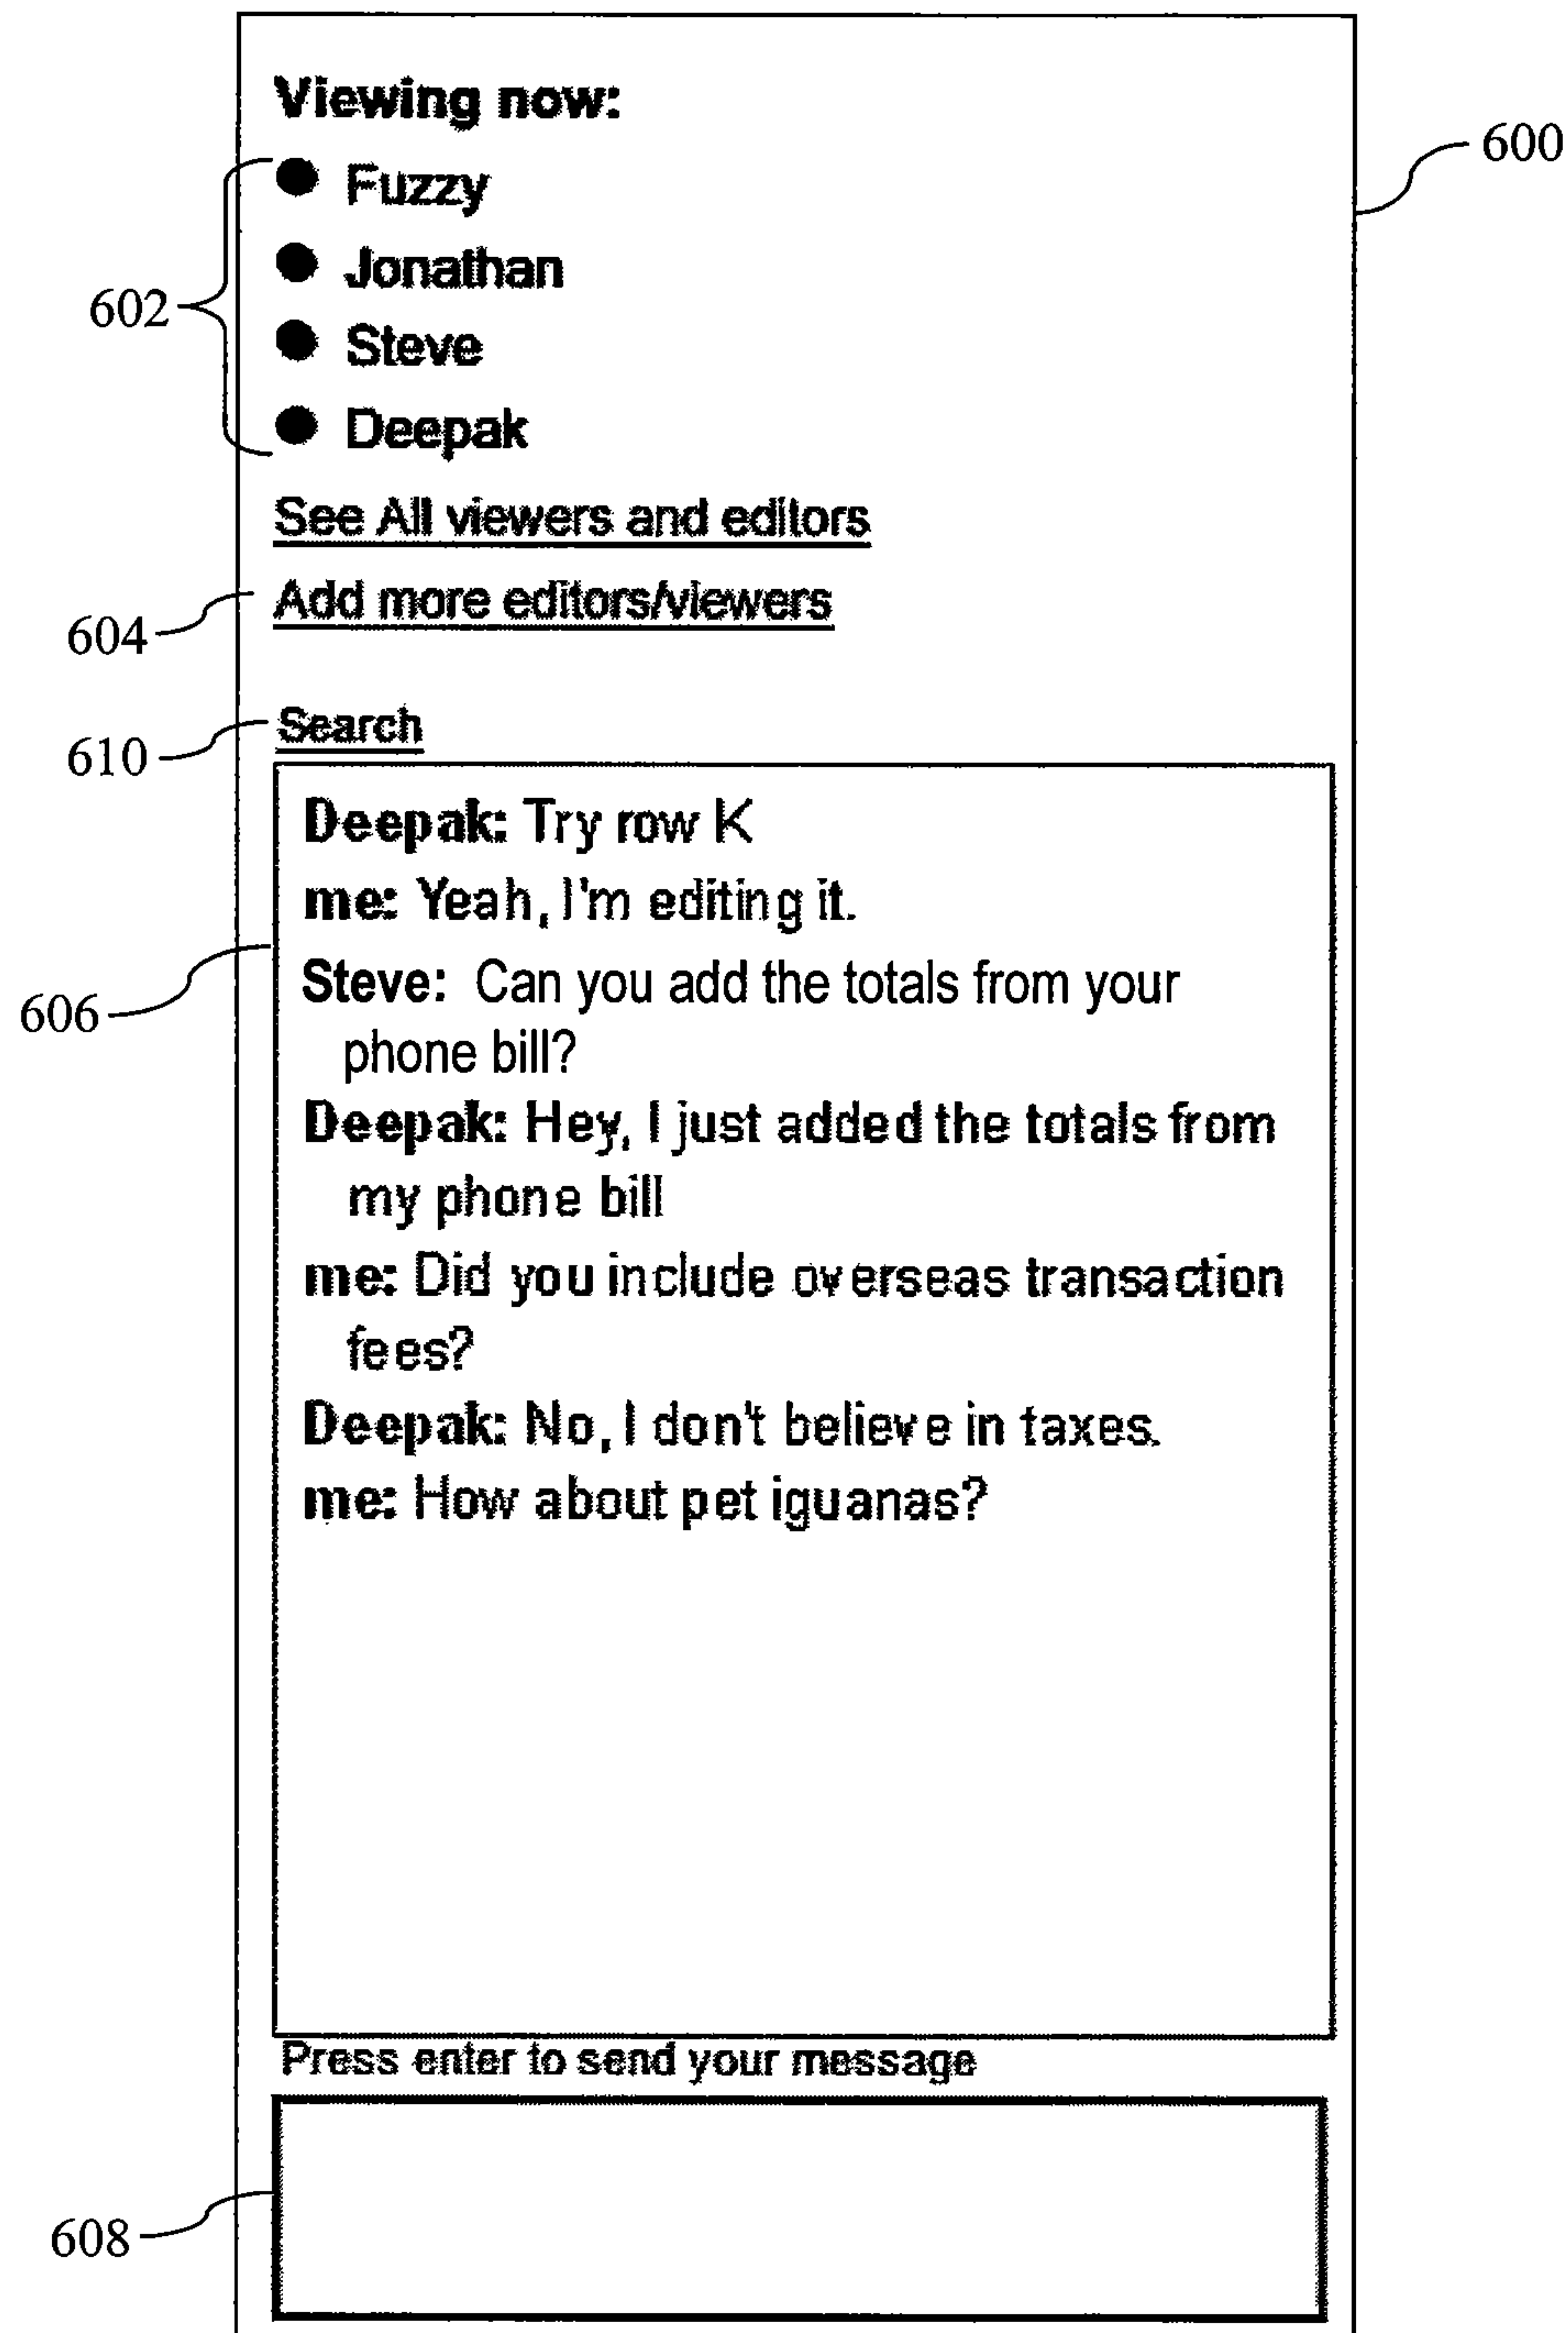 Viewing now:
600
Fuzzy
Jonathan
602
Steve
Deepak
See All viewers and editors
Add more editors/viewers
604
Search
610
Deepak: Try row K
me: Yeah, I'm editing it.
Steve: Can you add the totals from your
606
phone bill?
Deepak: Hey, I just added the totals from
my phone bill
me: Did you include overseas transaction
fees?
Deepak: No, I don't believe in taxes.
me: How about pet iguanas?
Press enter to send your message
608